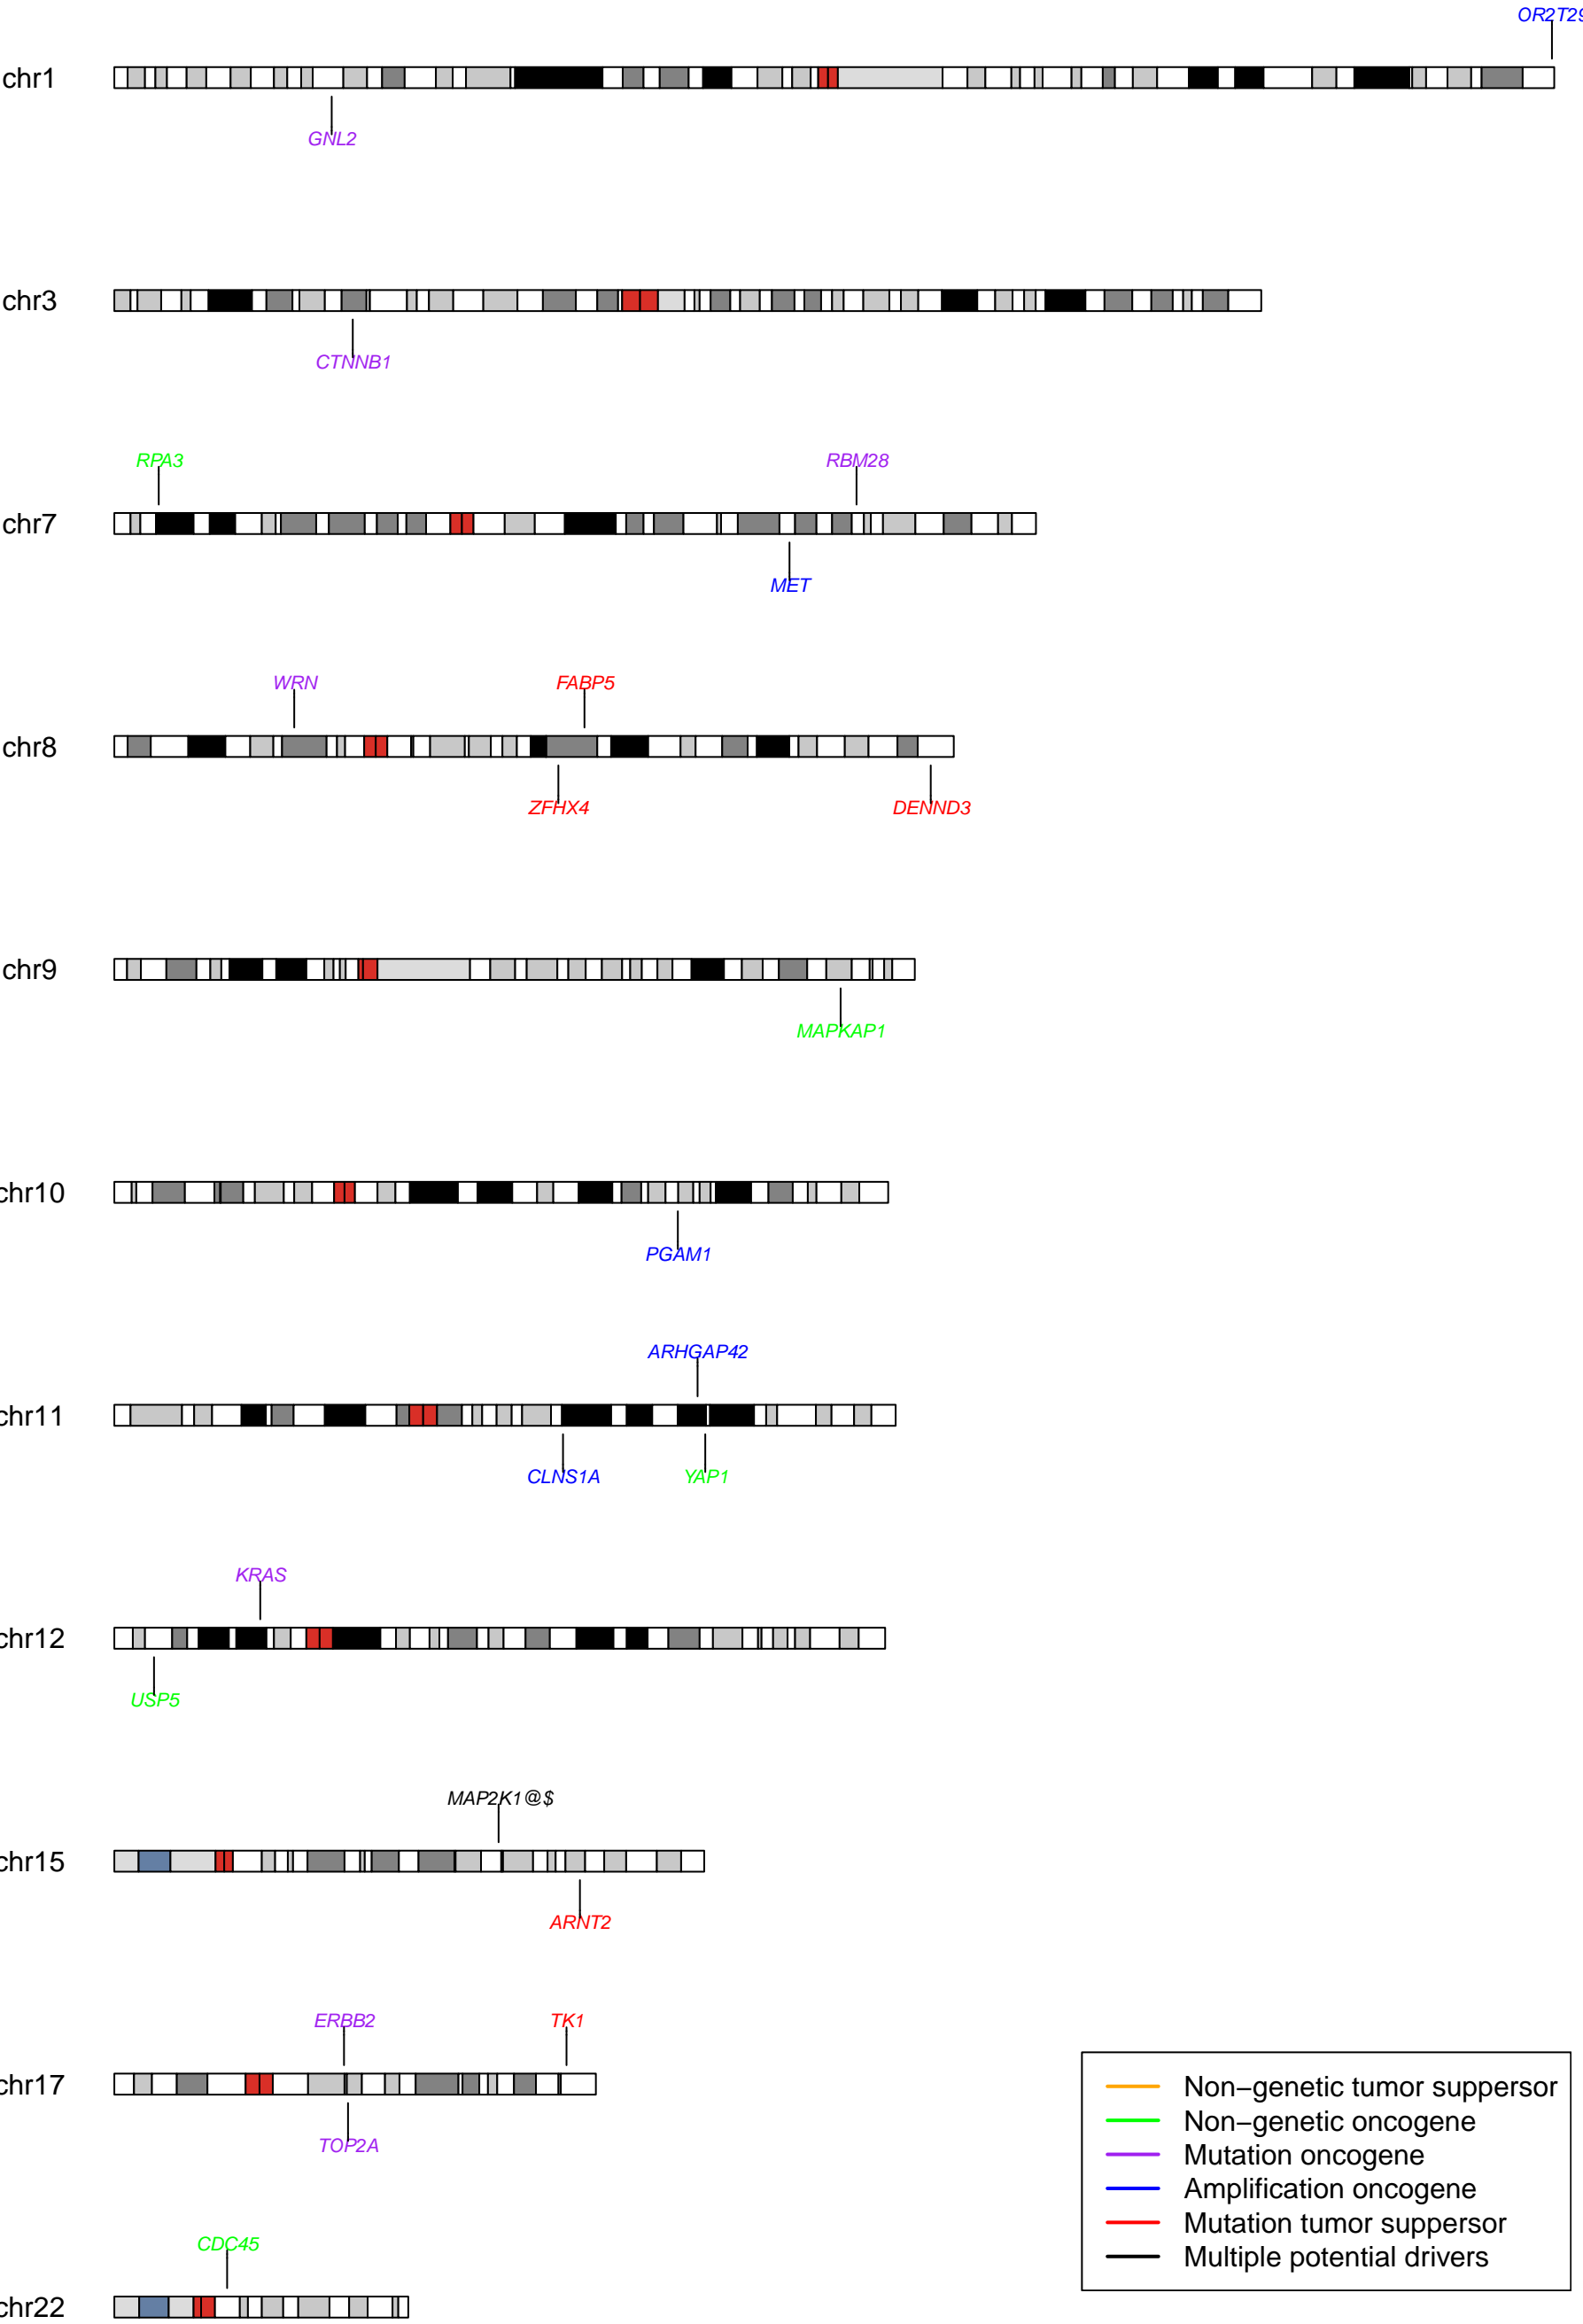 OR2T29
chr1
GNL2
chr3
CTNNB1
RPA3 RBM28
chr7
MET
WRN FABP5
chr8
ZFHX4 DENND3
chr9
MAPKAP1
chr10
PGAM1
ARHGAP42
chr11
CLNS1A YAP1
KRAS
chr12
USP5
MAP2K1@$
chr15
ARNT2
ERBB2 TK1
chr17
TOP2A
CDC45
chr22
Non−genetic tumor suppersor
Non−genetic oncogene
Mutation oncogene
Amplification oncogene
Mutation tumor suppersor
Multiple potential drivers